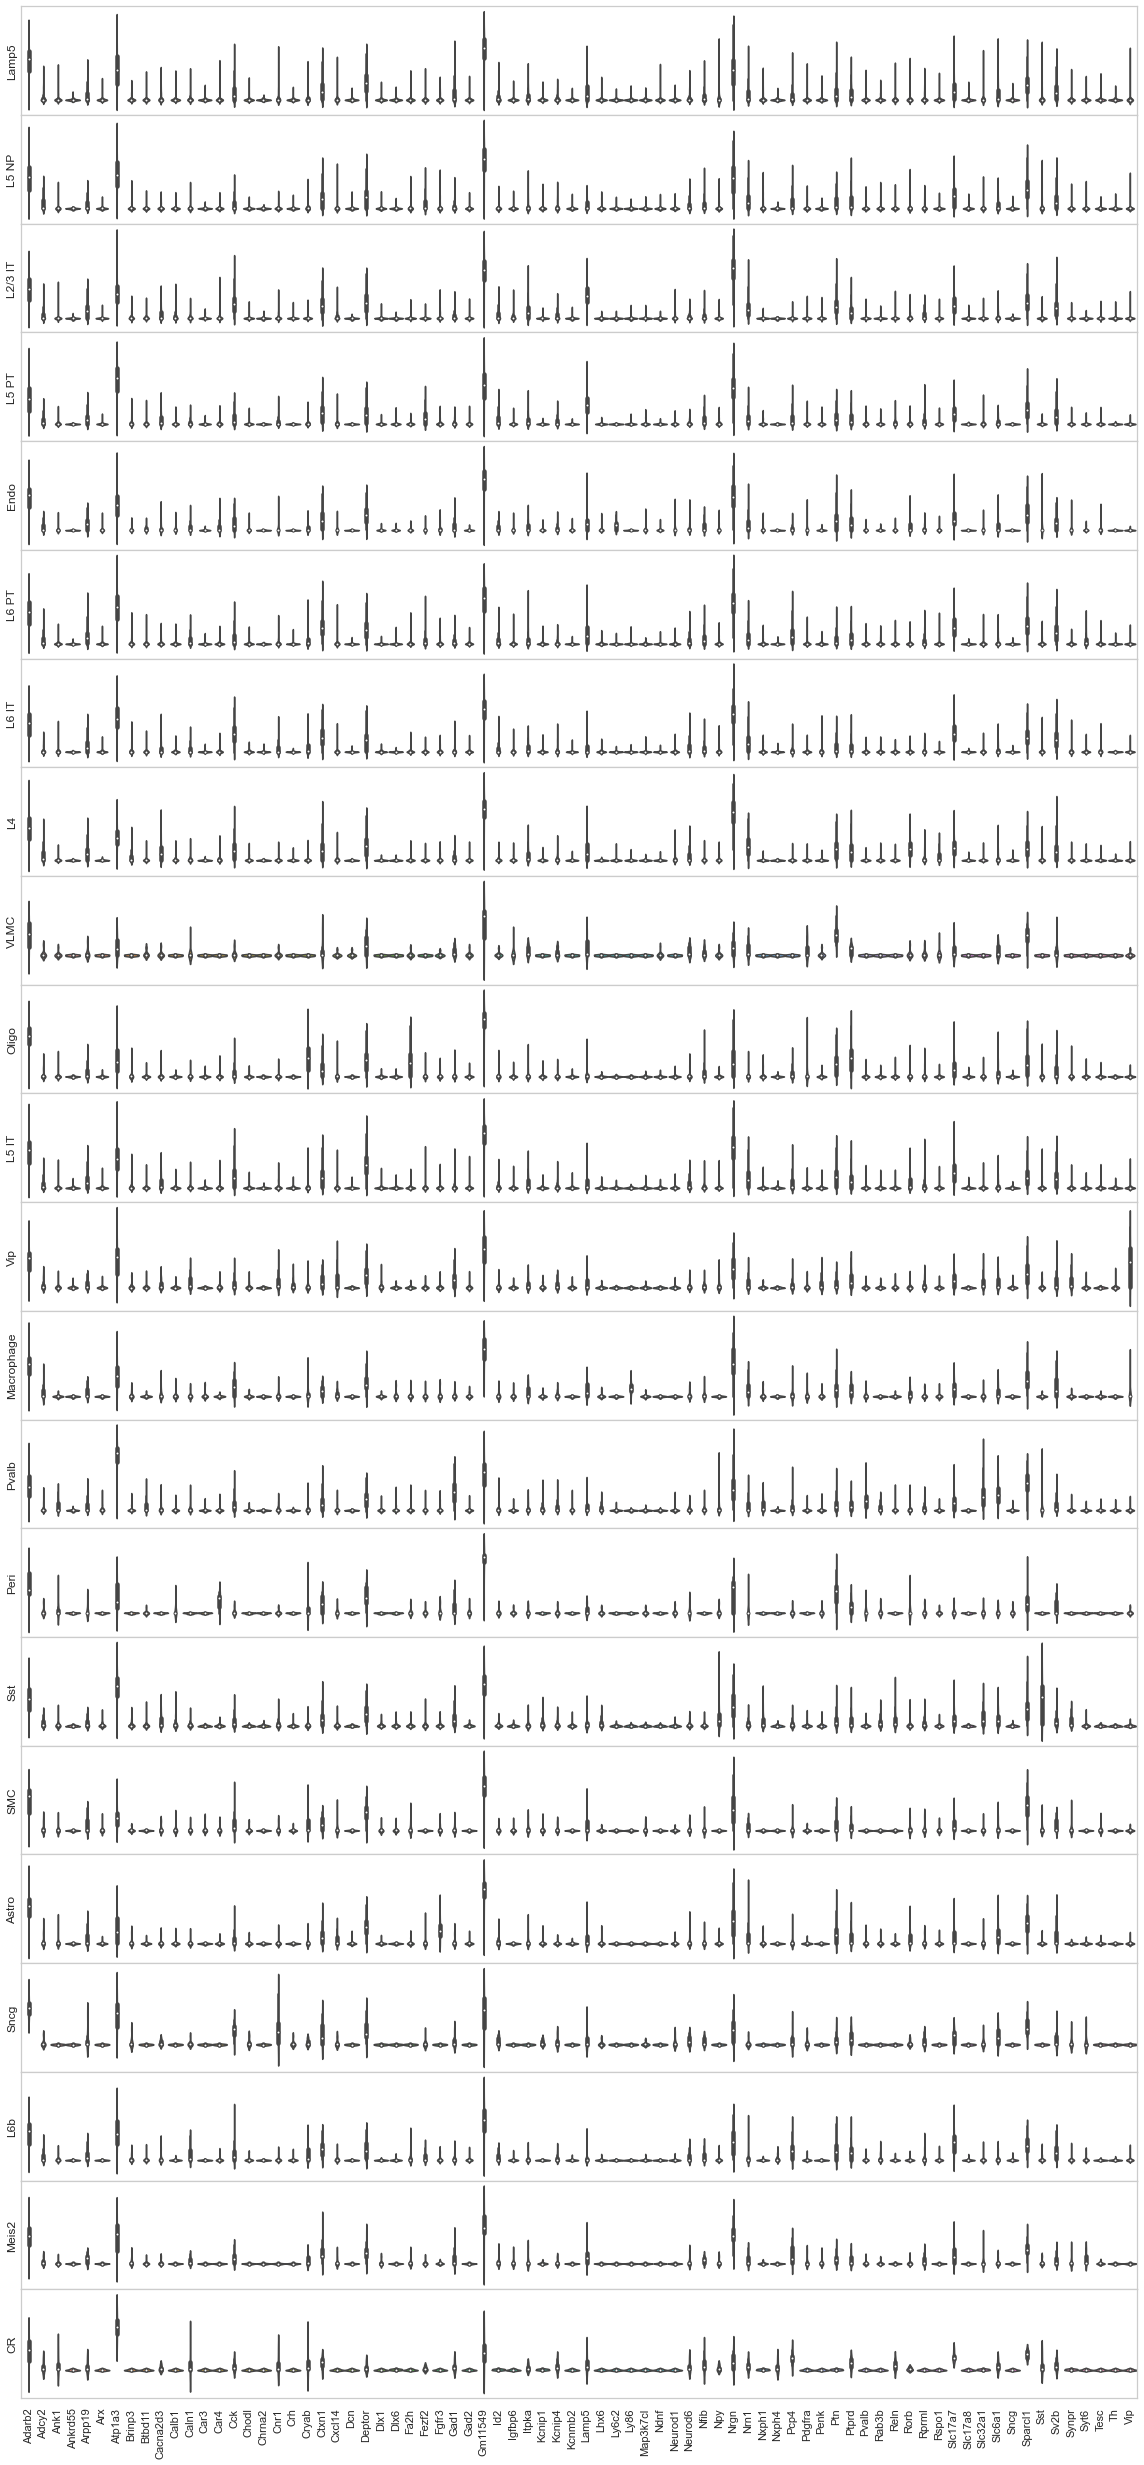 Lamp5
L5 NP
L2/3 IT
L5 PT
Endo
L6 PT
L6 IT
L4
VLMC
Oligo
L5 IT
Vip
Macrophage
Pvalb
Peri
Sst
SMC
Astro
Sncg
L6b
Meis2
CR
Adarb2
Adcy2
Ank1
Ankrd55
Arpp19
Arx
Atp1a3
Brinp3
Btbd11
Cacna2d3
Calb1
Caln1
Car3
Car4
Cck
Chodl
Chrna2
Cnr1
Crh
Cryab
Ctxn1
Cxcl14
Dcn
Deptor
Dlx1
Dlx6
Fa2h
Fezf2
Fgfr3
Gad1
Gad2
Gm11549
Id2
Igfbp6
Itpka
Kcnip1
Kcnip4
Kcnmb2
Lamp5
Lhx6
Ly6c2
Ly86
Map3k7cl
Ndnf
Neurod1
Neurod6
Nfib
Npy
Nrgn
Nrn1
Nxph1
Nxph4
Pcp4
Pdgfra
Penk
Ptn
Ptprd
Pvalb
Rab3b
Reln
Rorb
Rprml
Rspo1
Slc17a7
Slc17a8
Slc32a1
Slc6a1
Sncg
Sparcl1
Sst
Sv2b
Synpr
Syt6
Tesc
Th
Vip